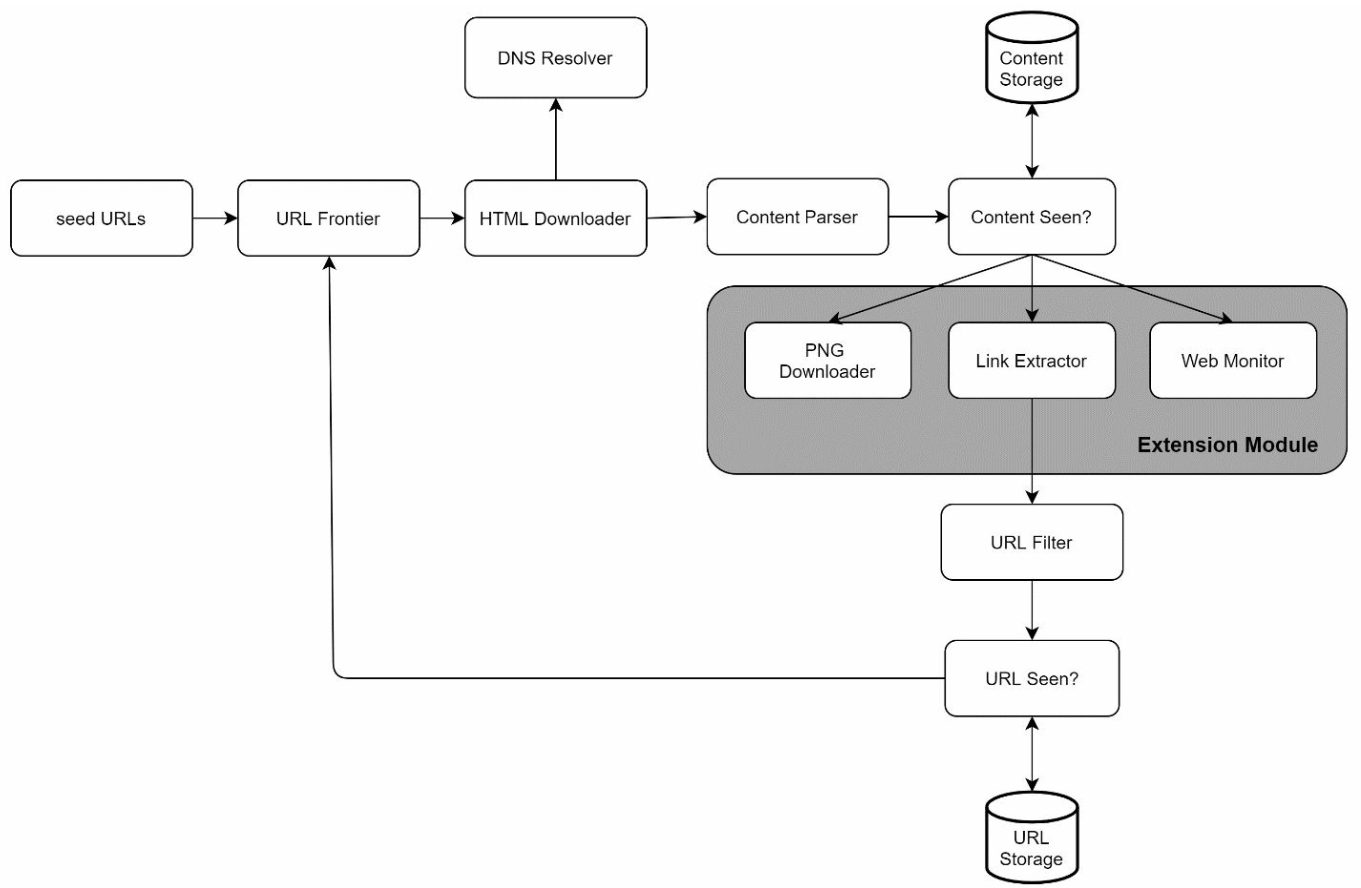 DNS Resolver
Content
Storage
seed URLs
URL Frontier
HTML Downloader
Content Parser
Content Seen?
PNG
Downloader
Link Extractor
Web Monitor
Extension Module
URL Filter
URL Seen?
URL
Storage